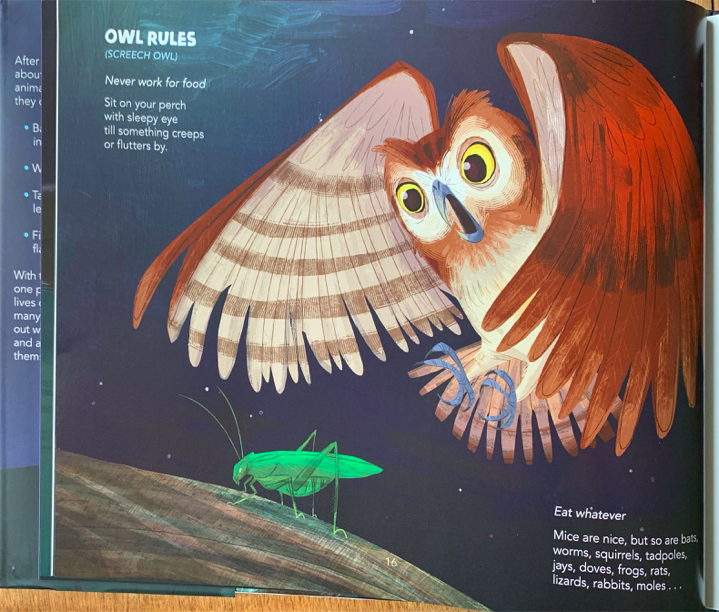 After
about
anima
they
With
one p
lives
many
out w
and a
them
OWL RULES
(SCREECH OWL)
Never work for food
Sit on your perch
with sleepy eye
till something creeps
or flutters by.
Eat whatever
Mice are nice, but so are bats,
worms, squirrels, tadpoles,
jays, doves, frogs, rats,
lizards, rabbits, moles . . .
16